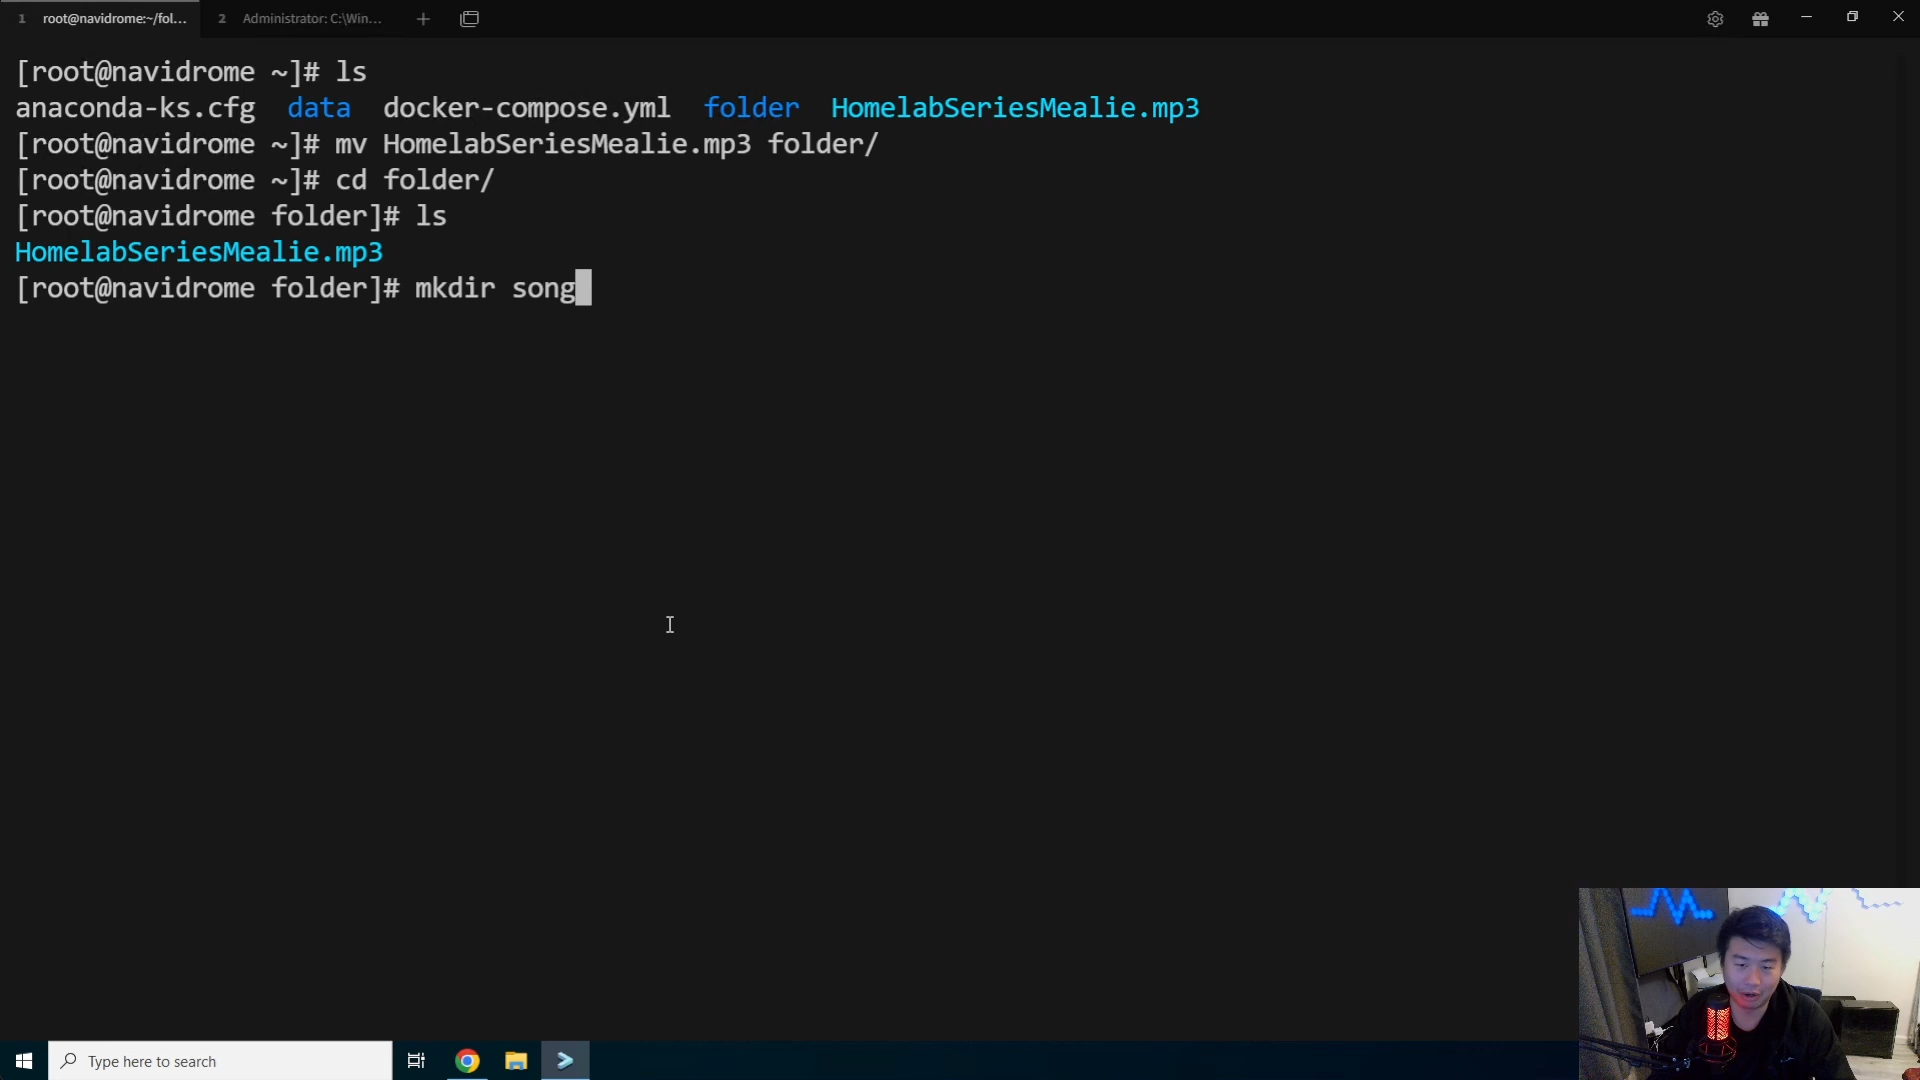 1 root@navidrome:~/fol... 2 Administrator: C:\Win...
[root@navidrome ~]# ls
anaconda-ks.cfg data docker-compose.yml folder HomelabSeriesMealie.mp3
[root@navidrome ~]# mv HomelabSeriesMealie.mp3 folder/
[root@navidrome ~]# cd folder/
[root@navidrome folder]# ls
HomelabSeriesMealie.mp3
[root@navidrome folder]# mkdir song
Type here to search